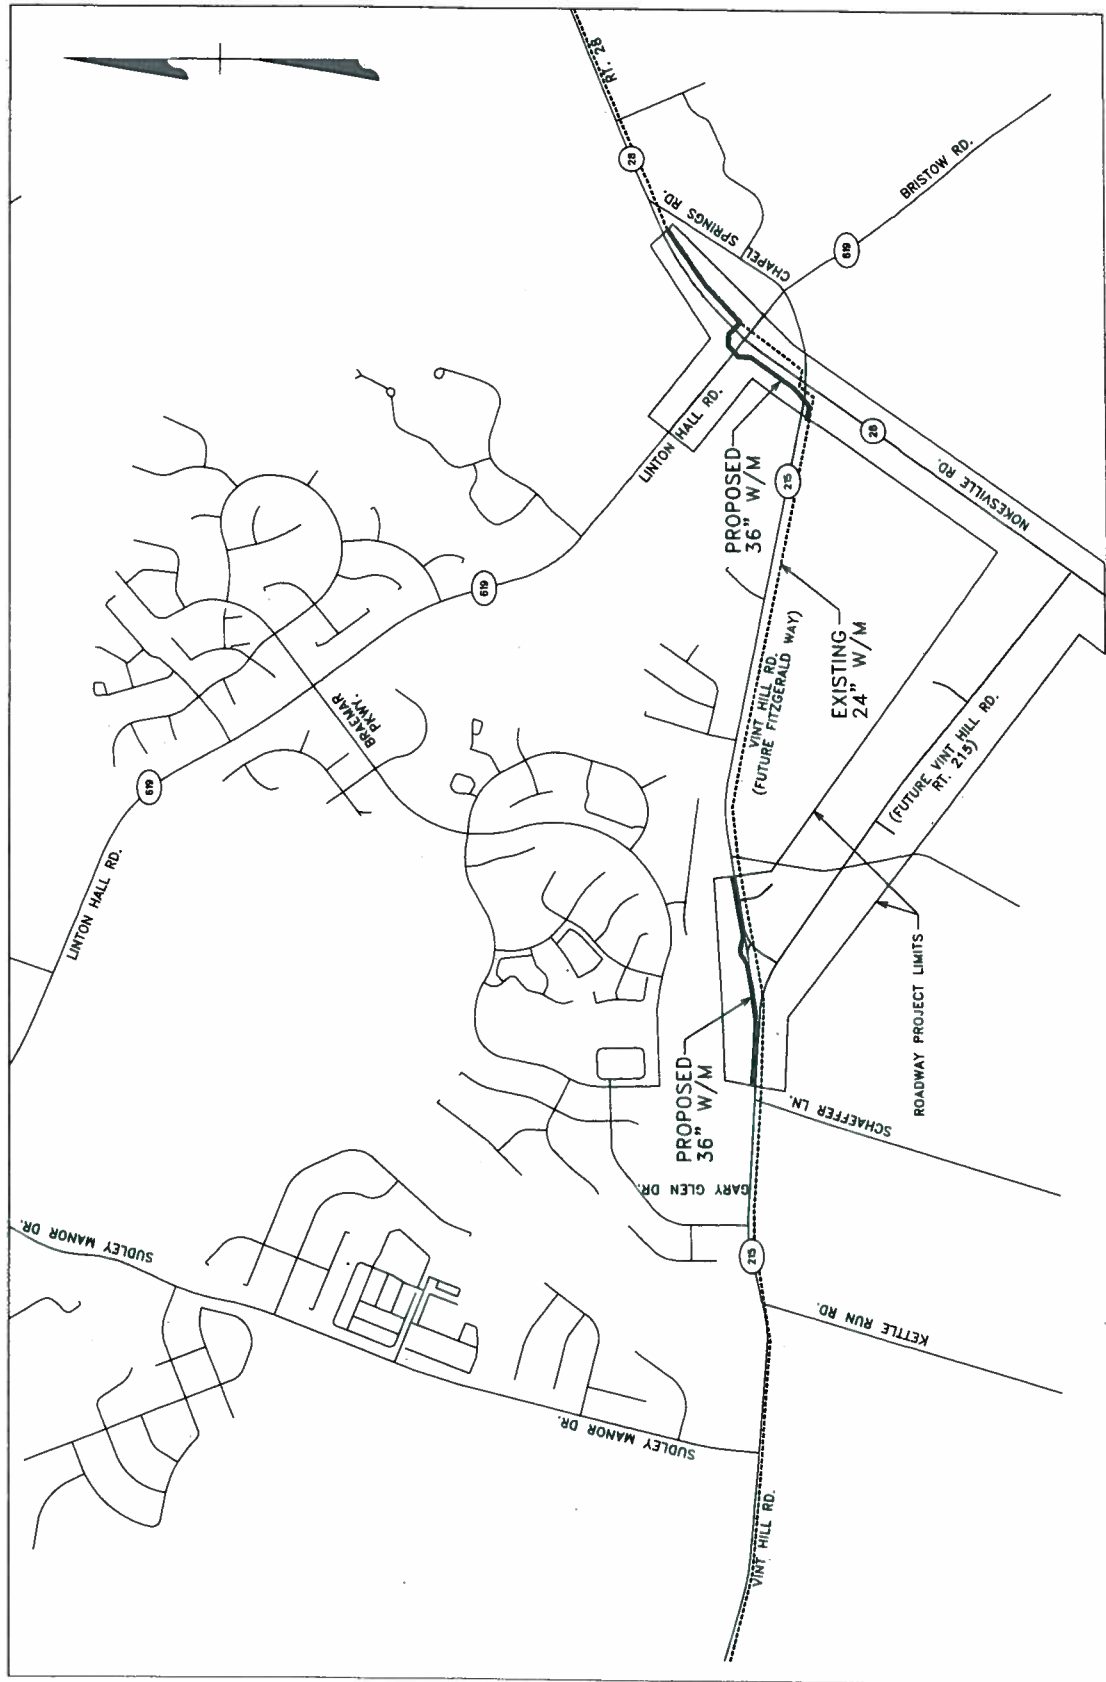 RT. 28
28
CHAPEL
SPRINGS RD.
BRISTOW RD.
619
LINTON HALL RD.
PROPOSED
36" W/M
28
NOKESVILLE RD.
215
619
VINT HILL RD.
(FUTURE FITZGERALD WAY)
EXISTING
24" W/M
BRAEMAR
PKWY.
(FUTURE VINT HILL RD.
RT. 215)
619
LINTON HALL RD.
ROADWAY PROJECT LIMITS
PROPOSED
36" W/M
SCHAEFFER LN.
GARY GLEN DR.
215
SUDLEY MANOR DR.
KETTLE RUN RD.
SUDLEY MANOR DR.
VINT HILL RD.